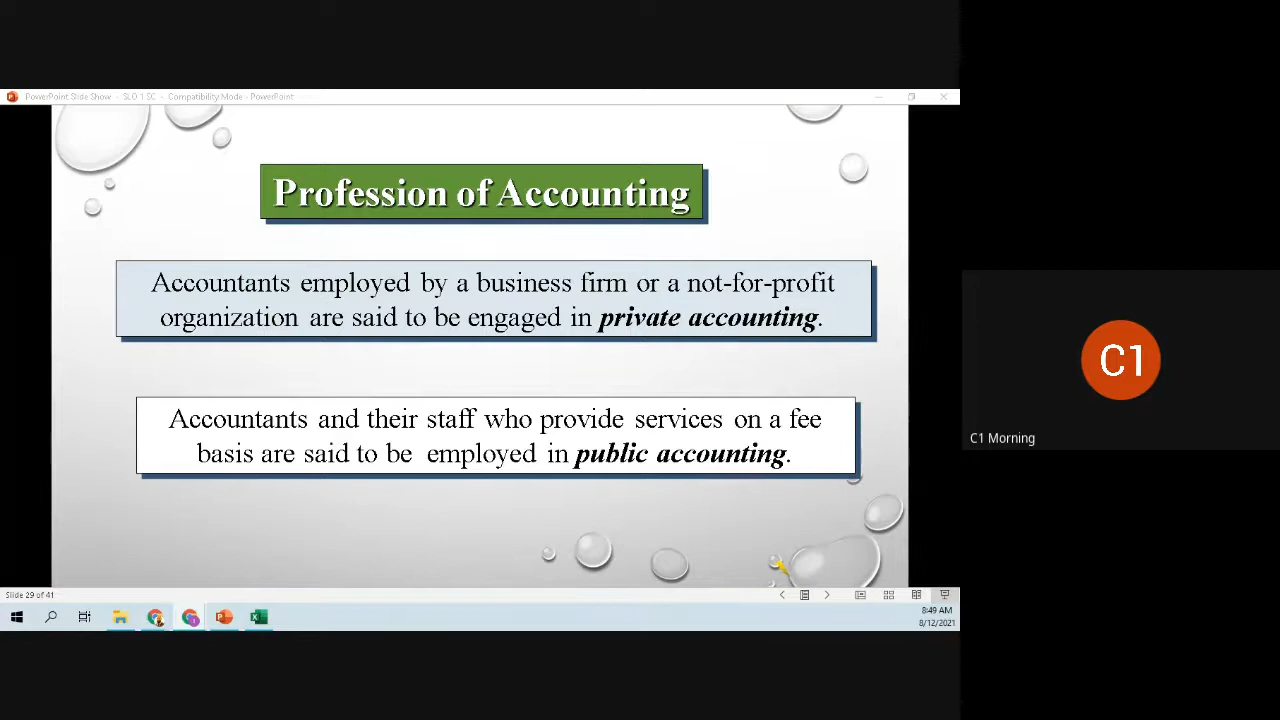 PowerPoint Slide Show - SLO 1 SC - Compatibility Mode - PowerPoint
Profession of Accounting
Accountants employed by a business firm or a not-for-profit
organization are said to be engaged in private accounting.
Accountants and their staff who provide services on a fee
basis are said to be employed in public accounting.
C1
C1 Morning
Slide 29 of 41
8:49 AM
8/12/2021